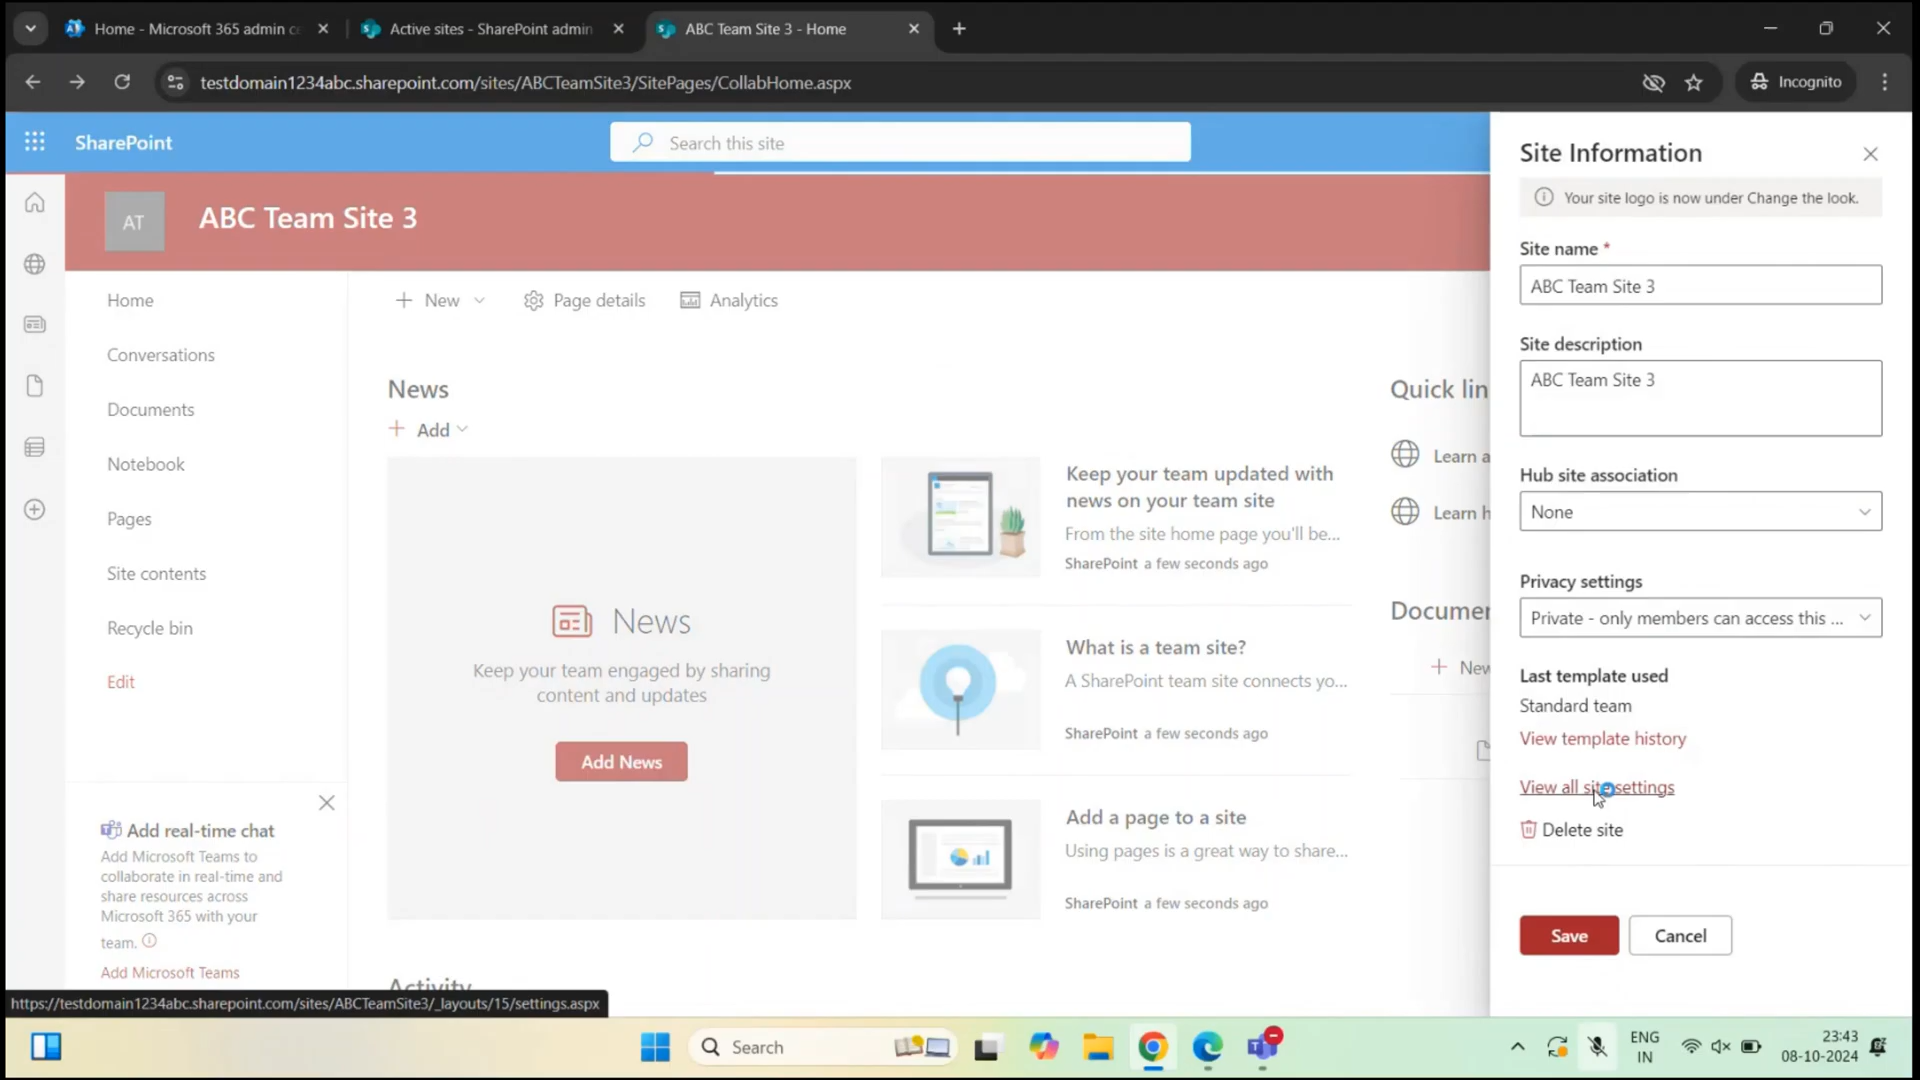 Home - Microsoft 365 admin ce
Active sites - SharePoint admin
ABC Team Site 3 - Home
testdomain1234abc.sharepoint.com/sites/ABCTeamSite3/SitePages/CollabHome.aspx
Incognito
SharePoint
Search this site
AT
ABC Team Site 3
Home
Conversations
Documents
Notebook
Pages
Site contents
Recycle bin
Edit
New
Page details
Analytics
News
Add
News
Keep your team engaged by sharing
content and updates
Add News
Keep your team updated with
news on your team site
From the site home page you'll be...
SharePoint a few seconds ago
What is a team site?
A SharePoint team site connects yo...
SharePoint a few seconds ago
Add a page to a site
Using pages is a great way to share...
SharePoint a few seconds ago
Quick lin
Learn a
Learn h
Documen
New
Add real-time chat
Add Microsoft Teams to
collaborate in real-time and
share resources across
Microsoft 365 with your
team.
Add Microsoft Teams
Activity
Site Information
Your site logo is now under Change the look.
Site name *
ABC Team Site 3
Site description
ABC Team Site 3
Hub site association
None
Privacy settings
Private - only members can access this ...
Last template used
Standard team
View template history
View all site settings
Delete site
Save
Cancel
https://testdomain1234abc.sharepoint.com/sites/ABCTeamSite3/_layouts/15/settings.aspx
Search
ENG
IN
23:43
08-10-2024